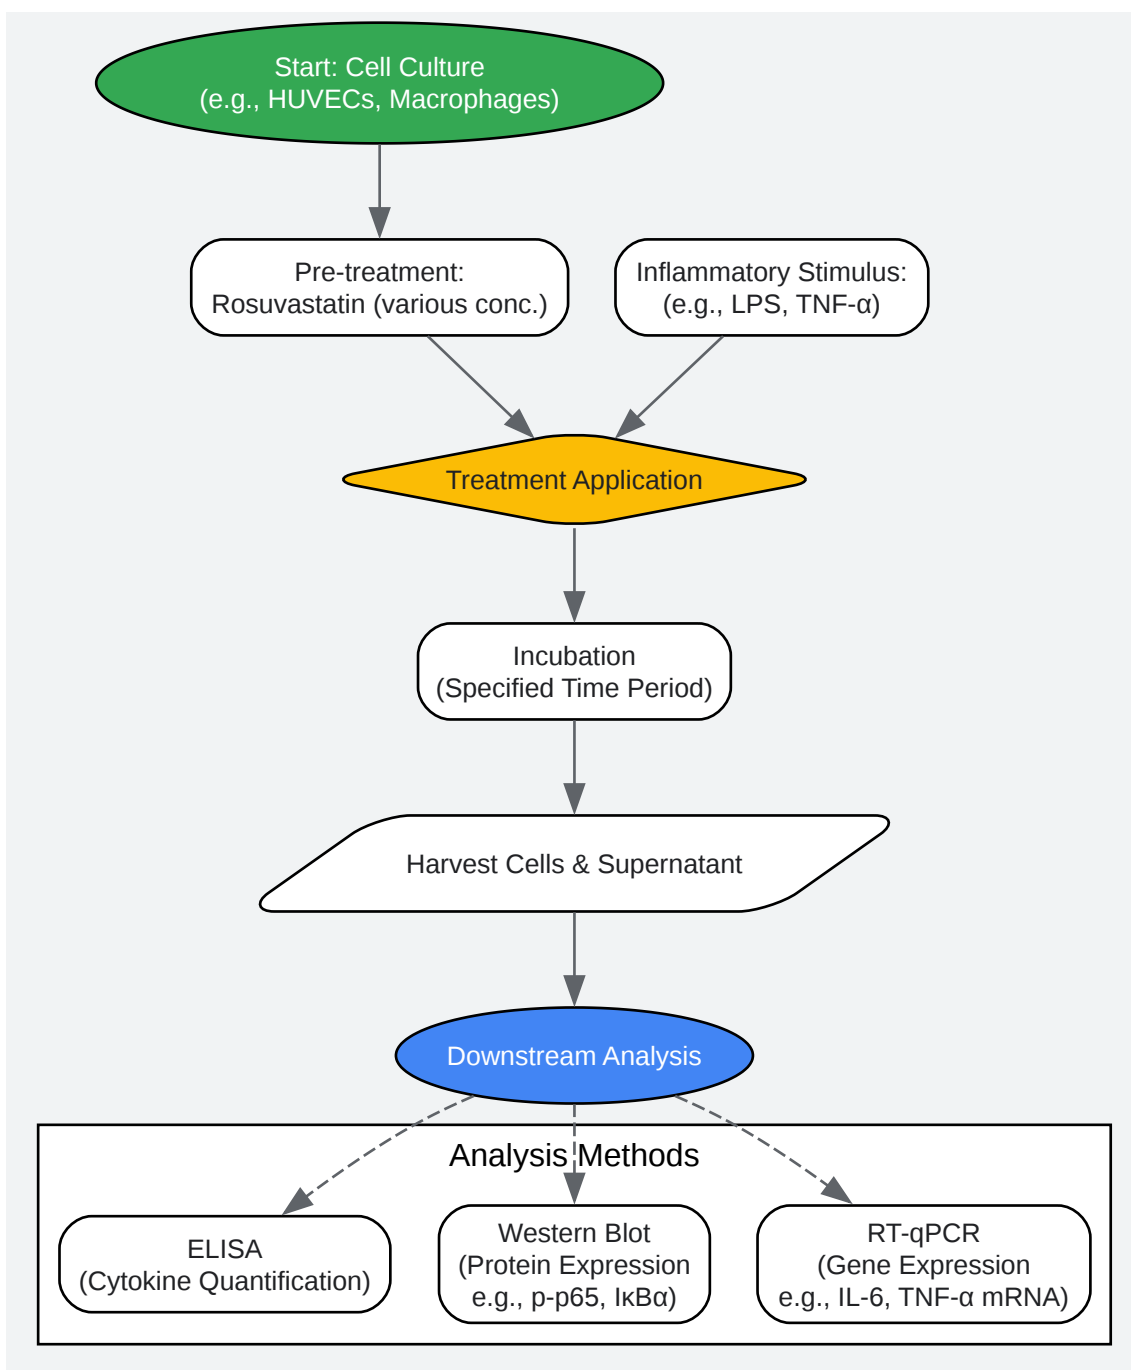 Start: Cell Culture
(e.g., HUVECs, Macrophages)
Pre-treatment:
Rosuvastatin (various conc.)
Inflammatory Stimulus:
(e.g., LPS, TNF-α)
Treatment Application
Incubation
(Specified Time Period)
Harvest Cells & Supernatant
Downstream Analysis
Analysis Methods
ELISA
(Cytokine Quantification)
Western Blot
(Protein Expression
e.g., p-p65, IκBα)
RT-qPCR
(Gene Expression
e.g., IL-6, TNF-α mRNA)